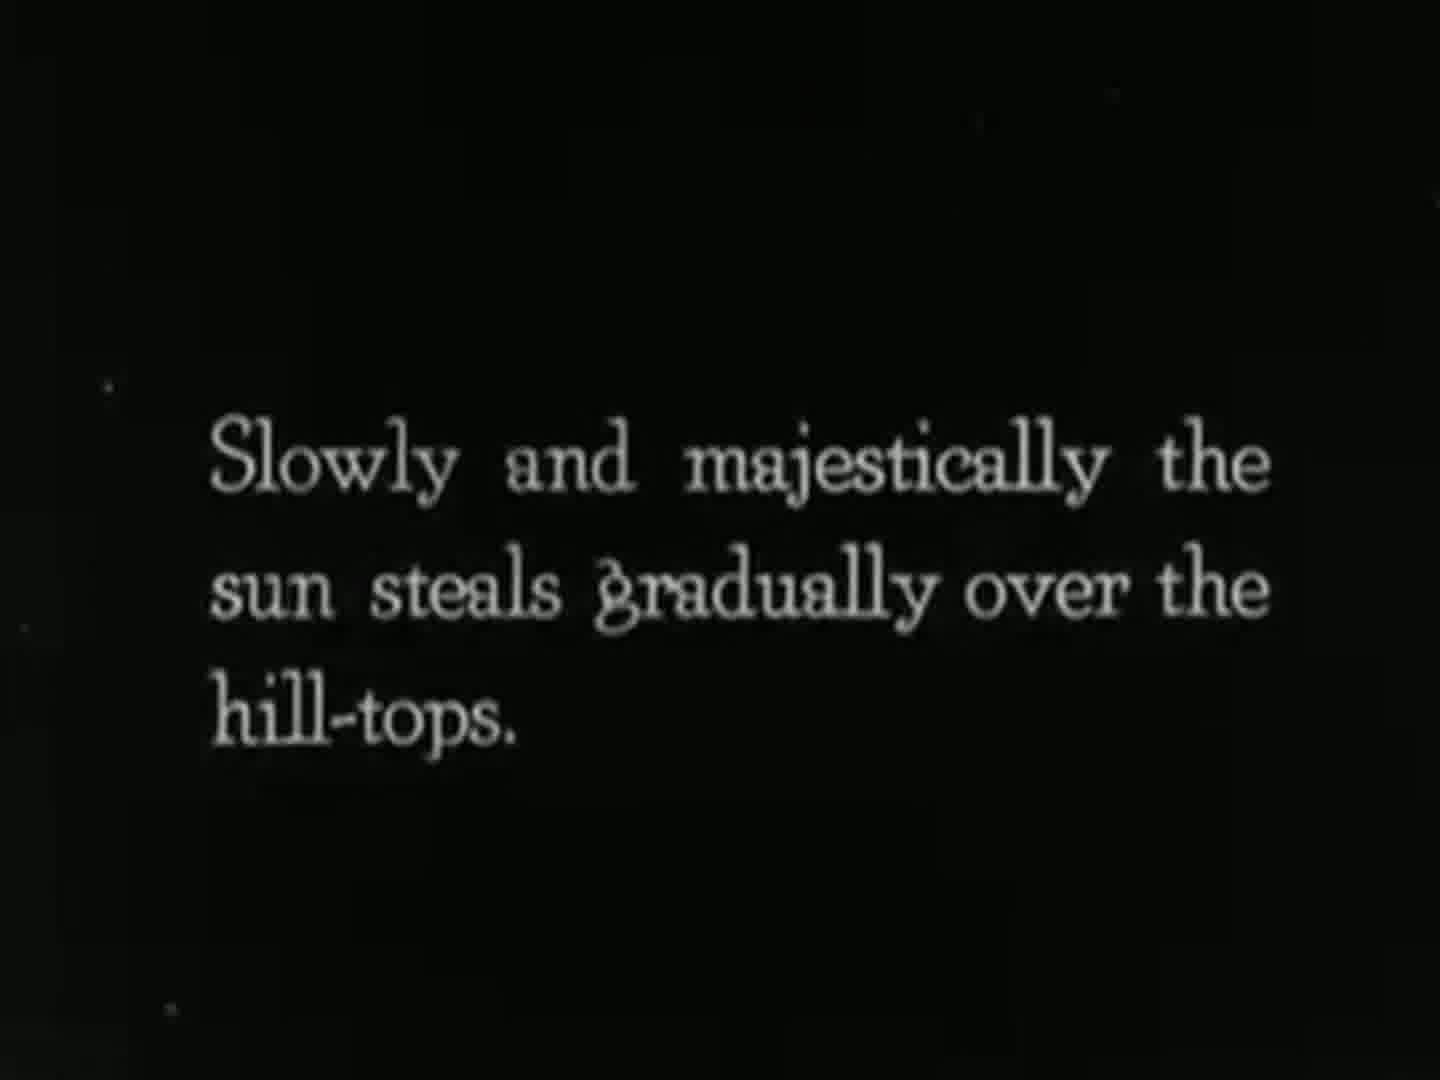 Slowly and majestically the
sun steals gradually over the
hill-tops.